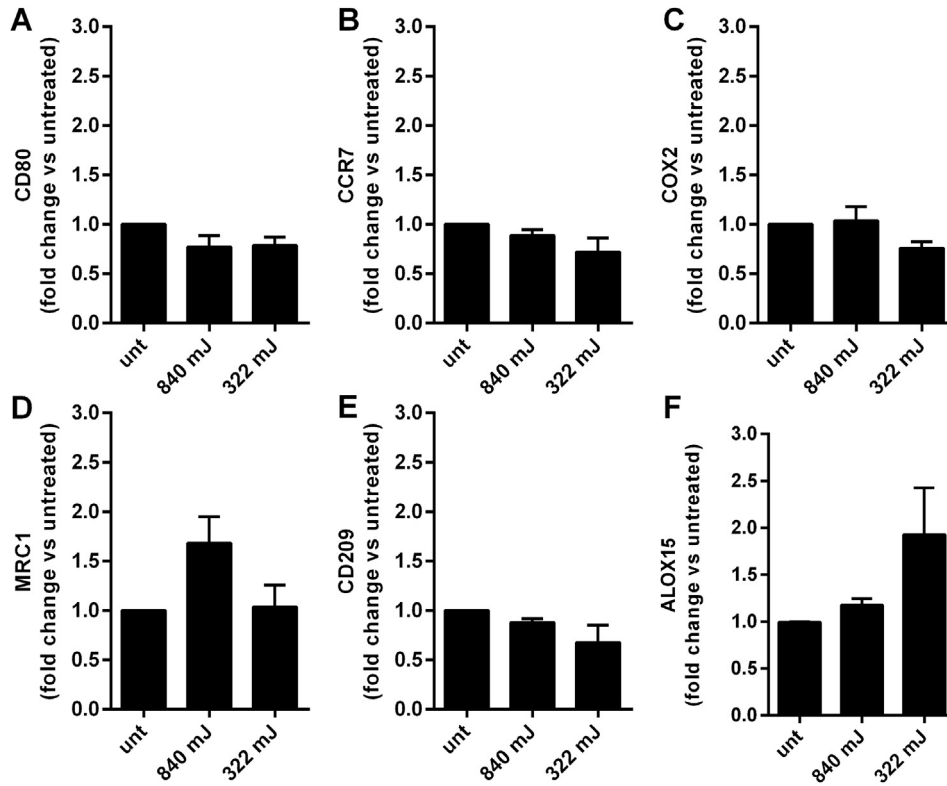 A
CD80
(fold change vs untreated)
3.0
2.5
2.0
1.5
1.0
0.5
0.0
unt
840 mJ
322 mJ
B
CCR7
(fold change vs untreated)
3.0
2.5
2.0
1.5
1.0
0.5
0.0
unt
840 mJ
322 mJ
C
COX2
(fold change vs untreated)
3.0
2.5
2.0
1.5
1.0
0.5
0.0
unt
840 mJ
322 mJ
D
MRC1
(fold change vs untreated)
3.0
2.5
2.0
1.5
1.0
0.5
0.0
unt
840 mJ
322 mJ
E
CD209
(fold change vs untreated)
3.0
2.5
2.0
1.5
1.0
0.5
0.0
unt
840 mJ
322 mJ
F
ALOX15
(fold change vs untreated)
3.0
2.5
2.0
1.5
1.0
0.5
0.0
unt
840 mJ
322 mJ